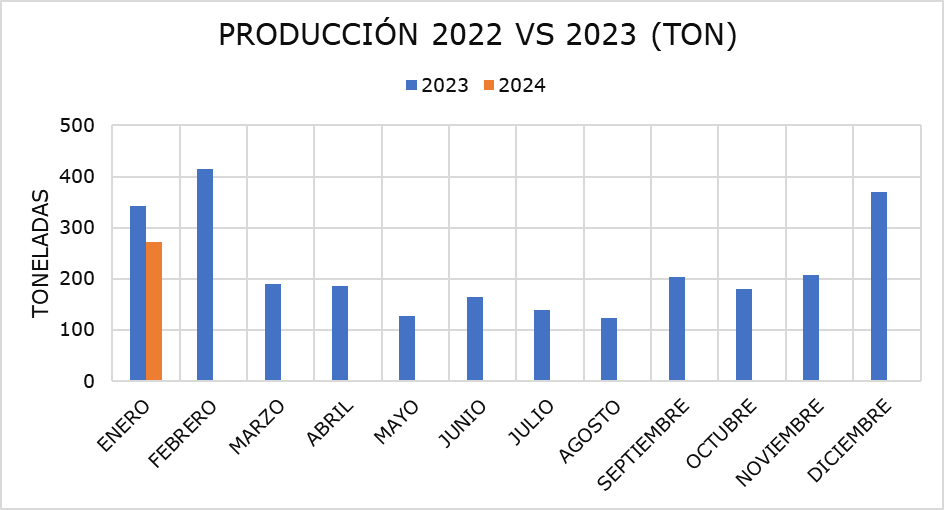 PRODUCCIÓN 2022 VS 2023 (TON)
2023 2024
TONELADAS
500
400
300
200
100
0
ENERO FEBRERO MARZO ABRIL MAYO JUNIO JULIO AGOSTO SEPTIEMBRE OCTUBRE NOVIEMBRE DICIEMBRE